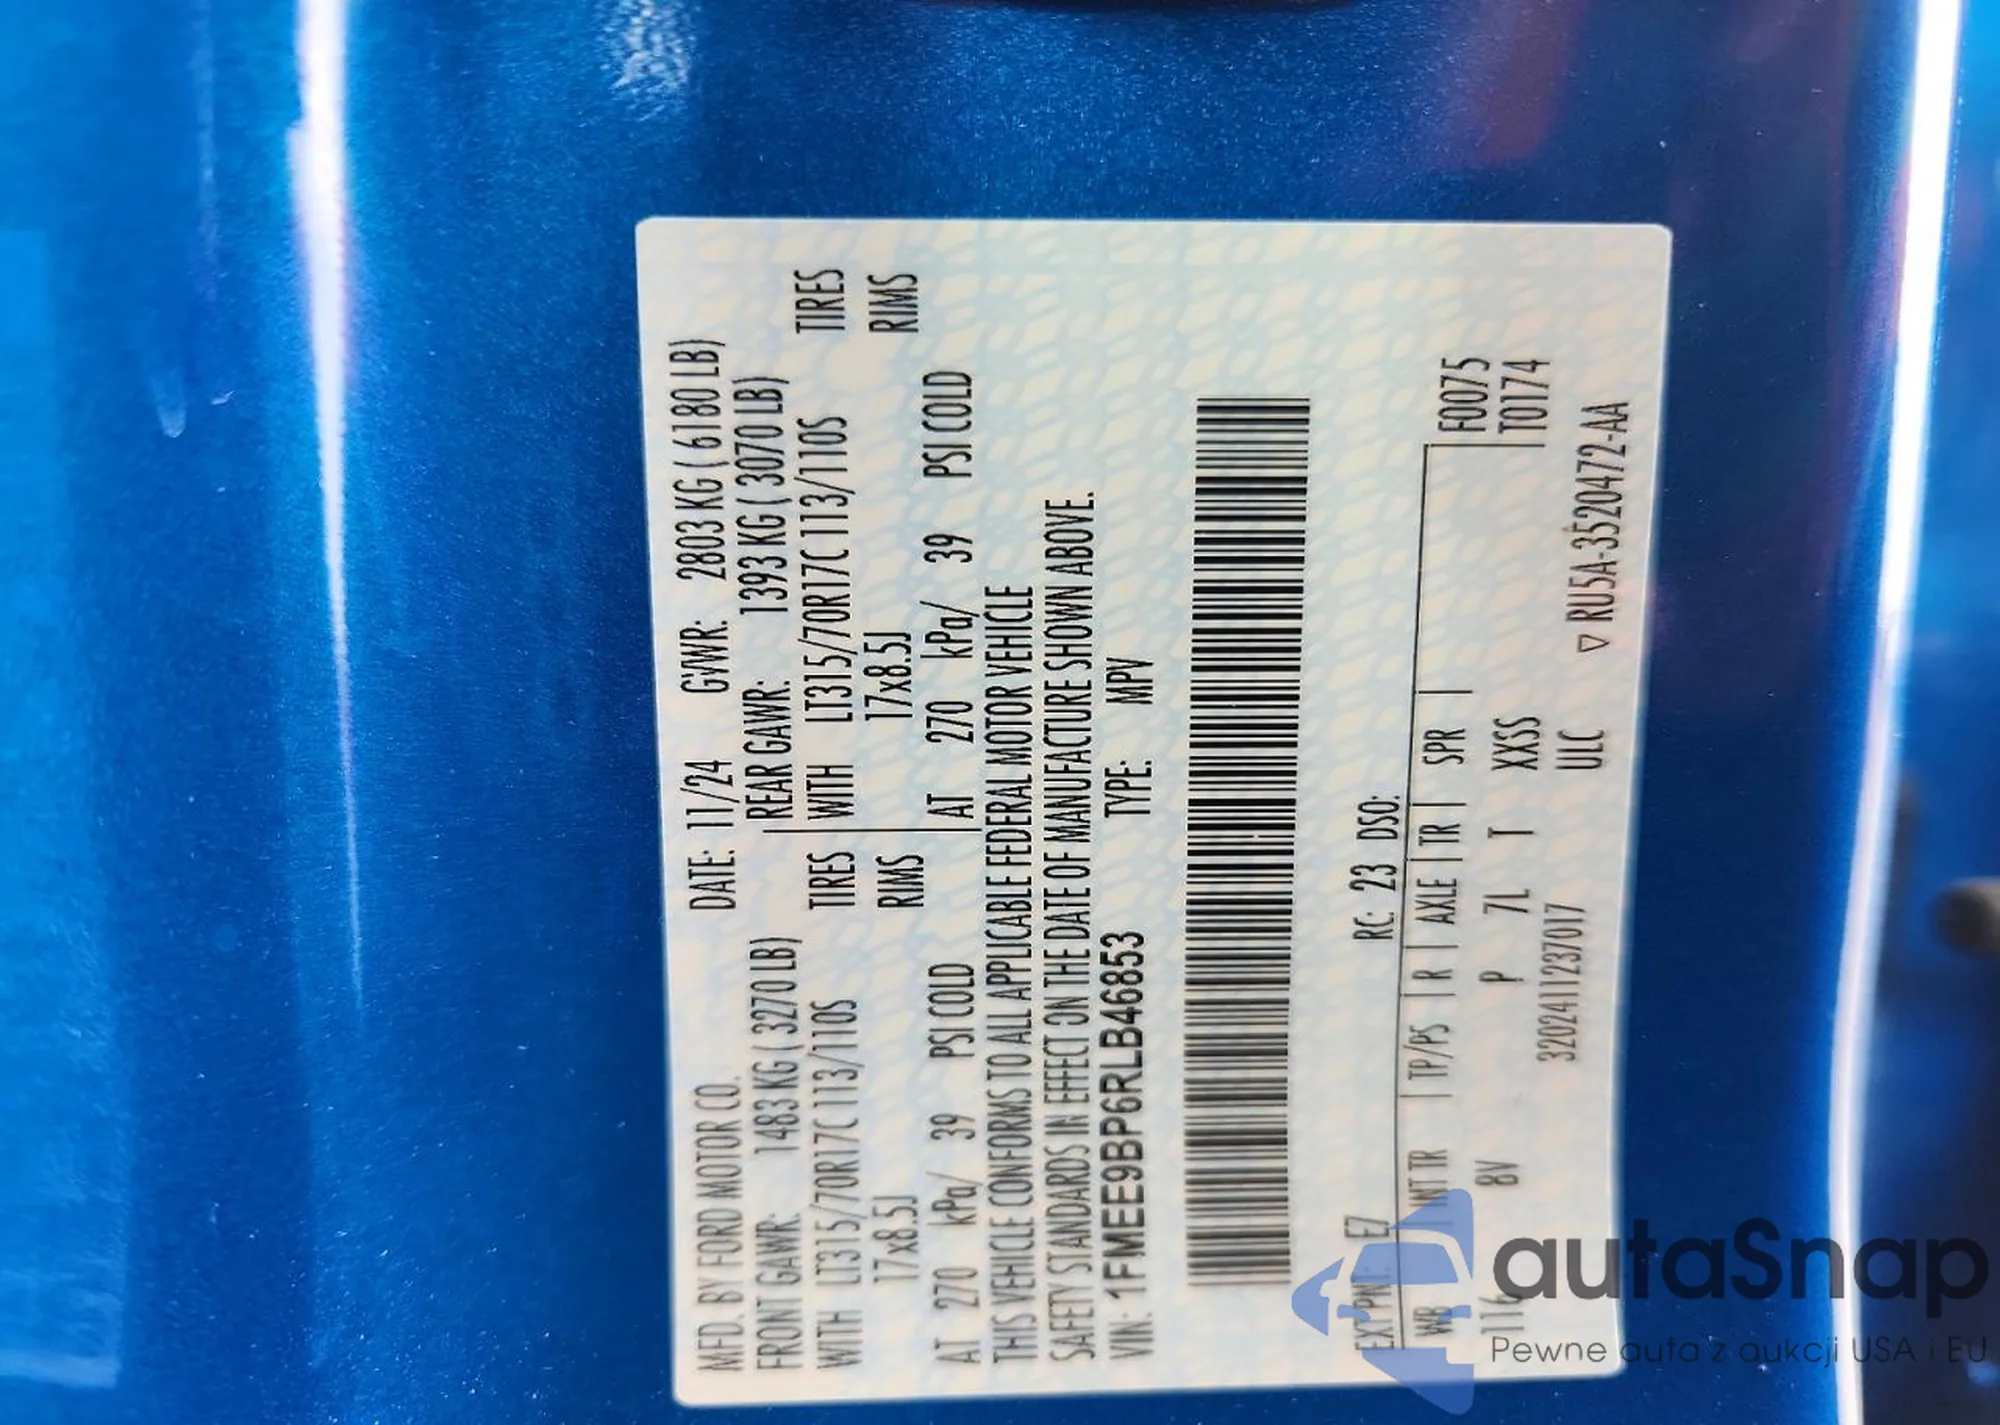 MFD. BY FORD MOTOR CO. DATE: 11/24 GVWR: 2803 KG ( 6180 LB)
FRONT GAWR: 1483 KG ( 3270 LB) REAR GAWR: 1393 KG ( 3070 LB)
WITH LT315/70R17C 113/110S TIRES WITH LT315/70R17C 113/110S TIRES
17x8.5J RIMS 17x8.5J RIMS
AT 270 kPa/ 39 PSI COLD AT 270 kPa/ 39 PSI COLD
THIS VEHICLE CONFORMS TO ALL APPLICABLE FEDERAL MOTOR VEHICLE
SAFETY STANDARDS IN EFFECT ON THE DATE OF MANUFACTURE SHOWN ABOVE.
VIN: 1FMEE9BP6RLB46853 TYPE: MPV
EXT PNT: E7 RC: 23 DSO:
WB INT TR TP/PS R AXLE TR SPR F0075
116 8V P 7L T XXSS T0174
3202411237017 ULC
▽ RU5A-3520472-AA
autaSnap
Pewne auta z aukcji USA i EU